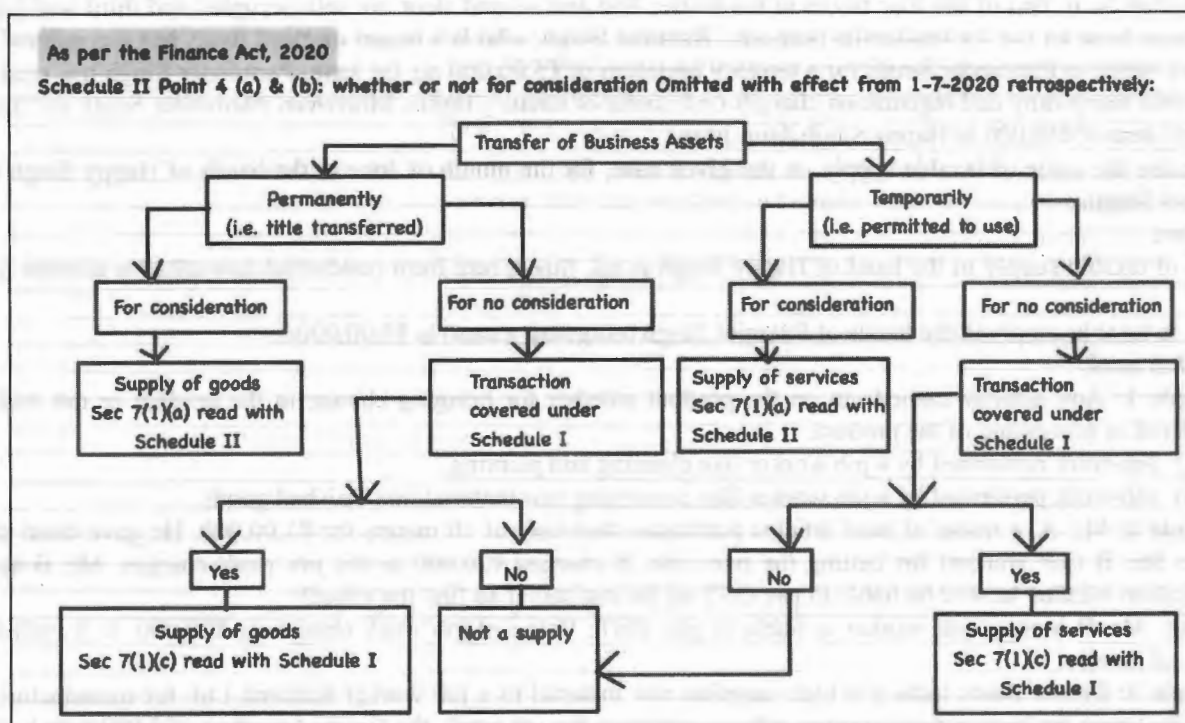 As per the Finance Act, 2020
Schedule II Point 4 (a) & (b): whether or not for consideration Omitted with effect from 1-7-2020 retrospectively:
Transfer of Business Assets
Permanently
(i.e. title transferred)
Temporarily
(i.e. permitted to use)
For consideration
For no consideration
For consideration
For no consideration
Supply of goods
Sec 7(1)(a) read with
Schedule II
Transaction
covered under
Schedule I
Supply of services
Sec 7(1)(a) read with
Schedule II
Transaction
covered under
Schedule I
Yes
No
No
Yes
Supply of goods
Sec 7(1)(c) read with Schedule I
Not a supply
Supply of services
Sec 7(1)(c) read with
Schedule I